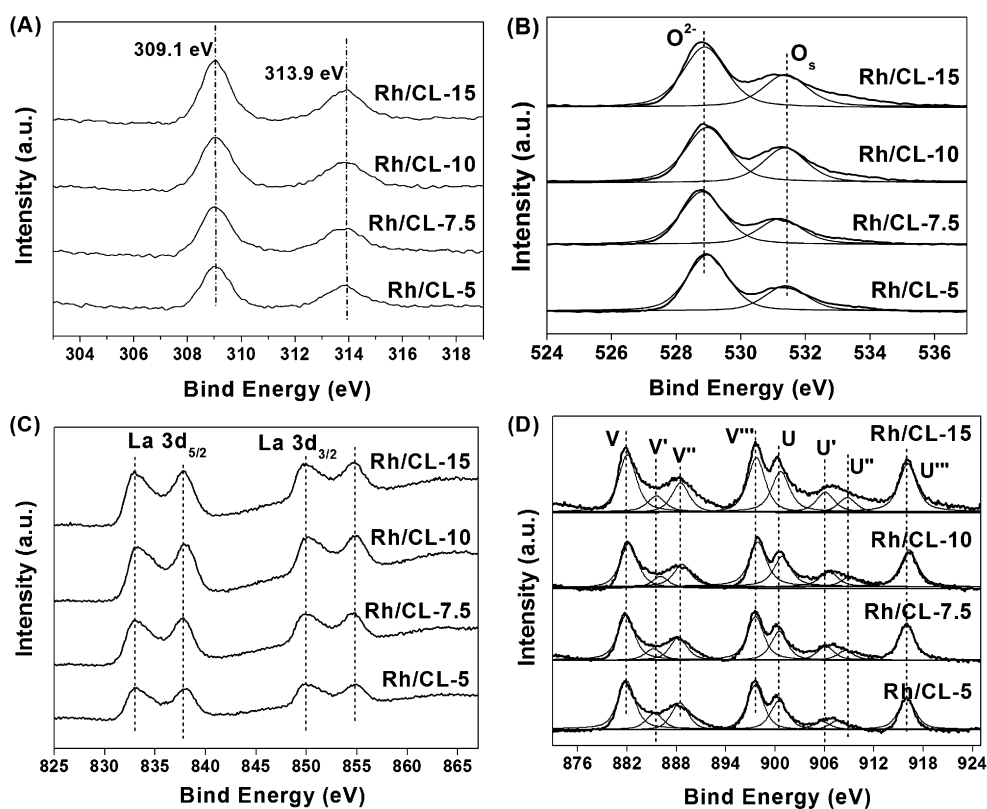 (A)
309.1 eV
313.9 eV
Rh/CL-15
Rh/CL-10
Rh/CL-7.5
Rh/CL-5
Intensity (a.u.)
304 306 308 310 312 314 316 318
Bind Energy (eV)
(B)
O2-
Os
Rh/CL-15
Rh/CL-10
Rh/CL-7.5
Rh/CL-5
Intensity (a.u.)
524 526 528 530 532 534 536
Bind Energy (eV)
(C)
La 3d5/2
La 3d3/2
Rh/CL-15
Rh/CL-10
Rh/CL-7.5
Rh/CL-5
Intensity (a.u.)
825 830 835 840 845 850 855 860 865
Bind Energy (eV)
(D)
V V' V'' V''' U U' U'' U'''
Rh/CL-15
Rh/CL-10
Rh/CL-7.5
Rh/CL-5
Intensity (a.u.)
876 882 888 894 900 906 912 918 924
Bind Energy (eV)